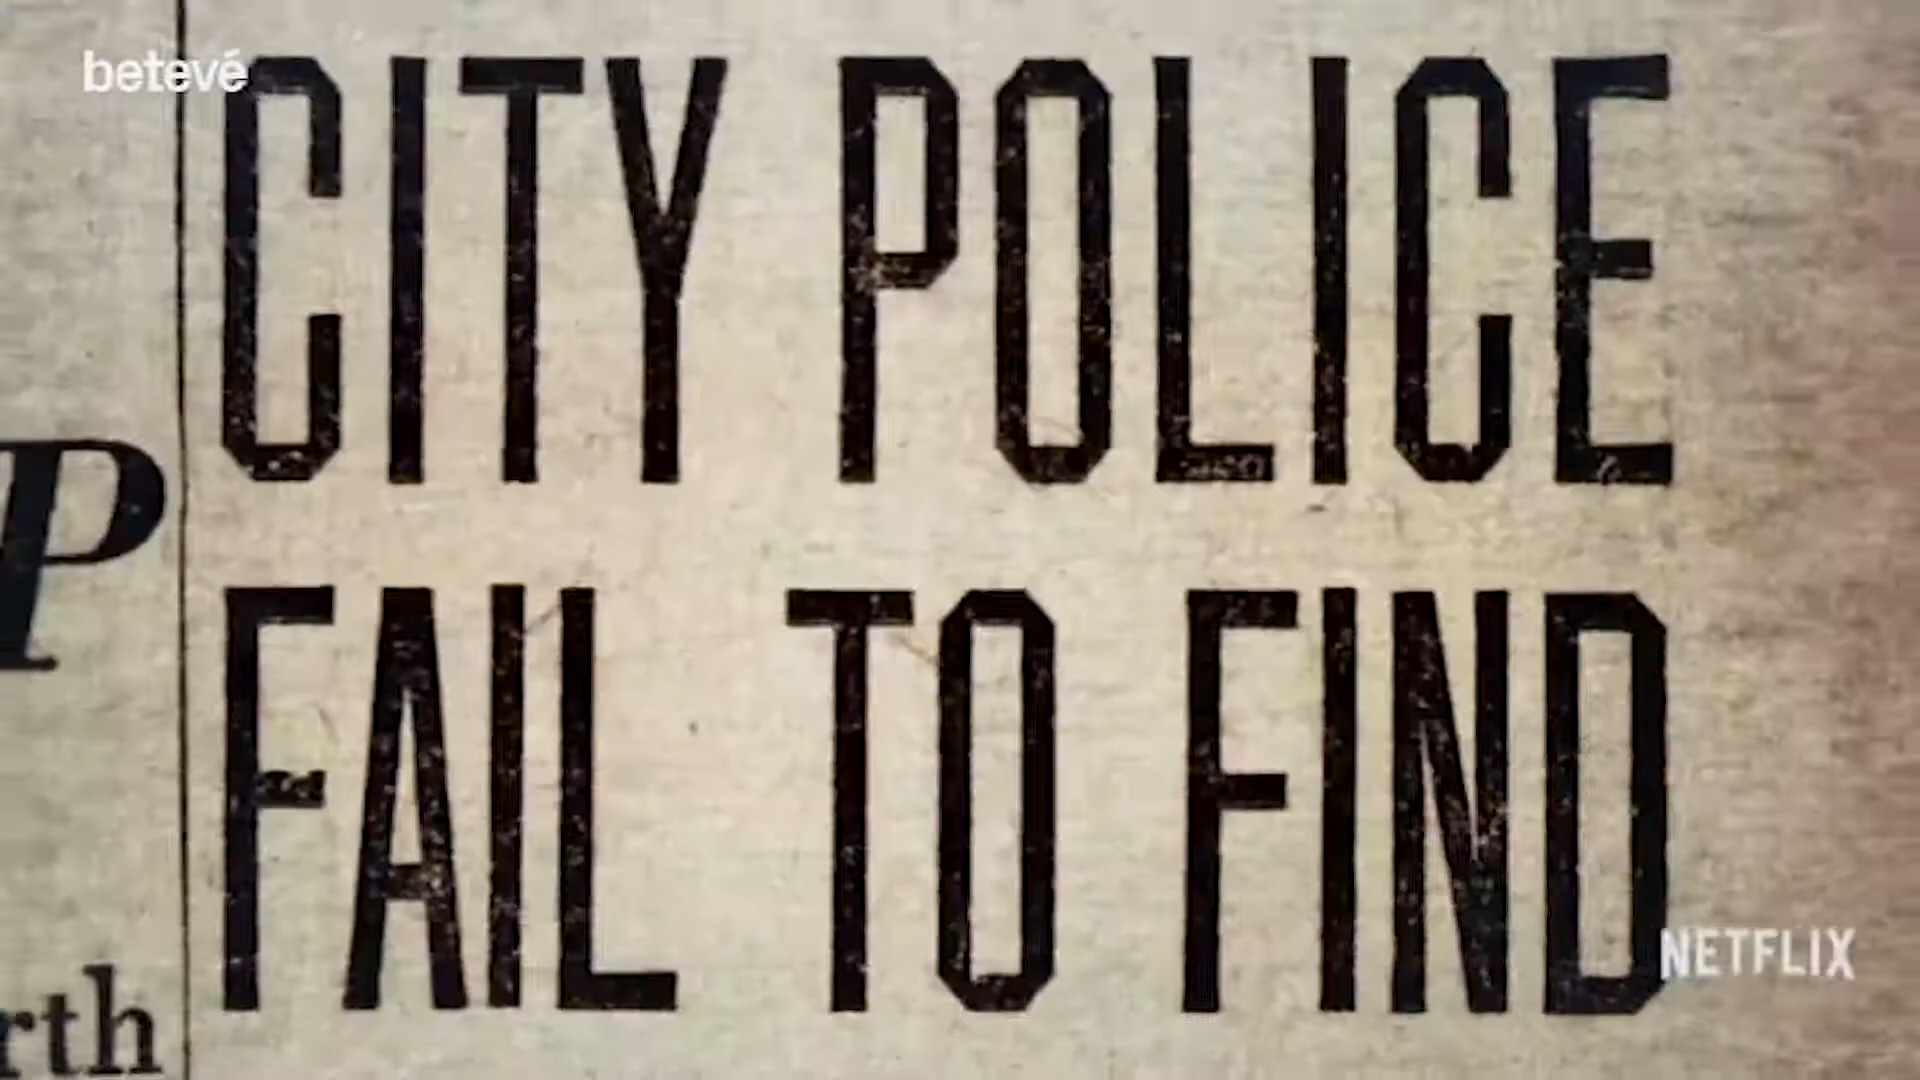 betevé
CITY POLICE
FAIL TO FIND
P
rth
NETFLIX